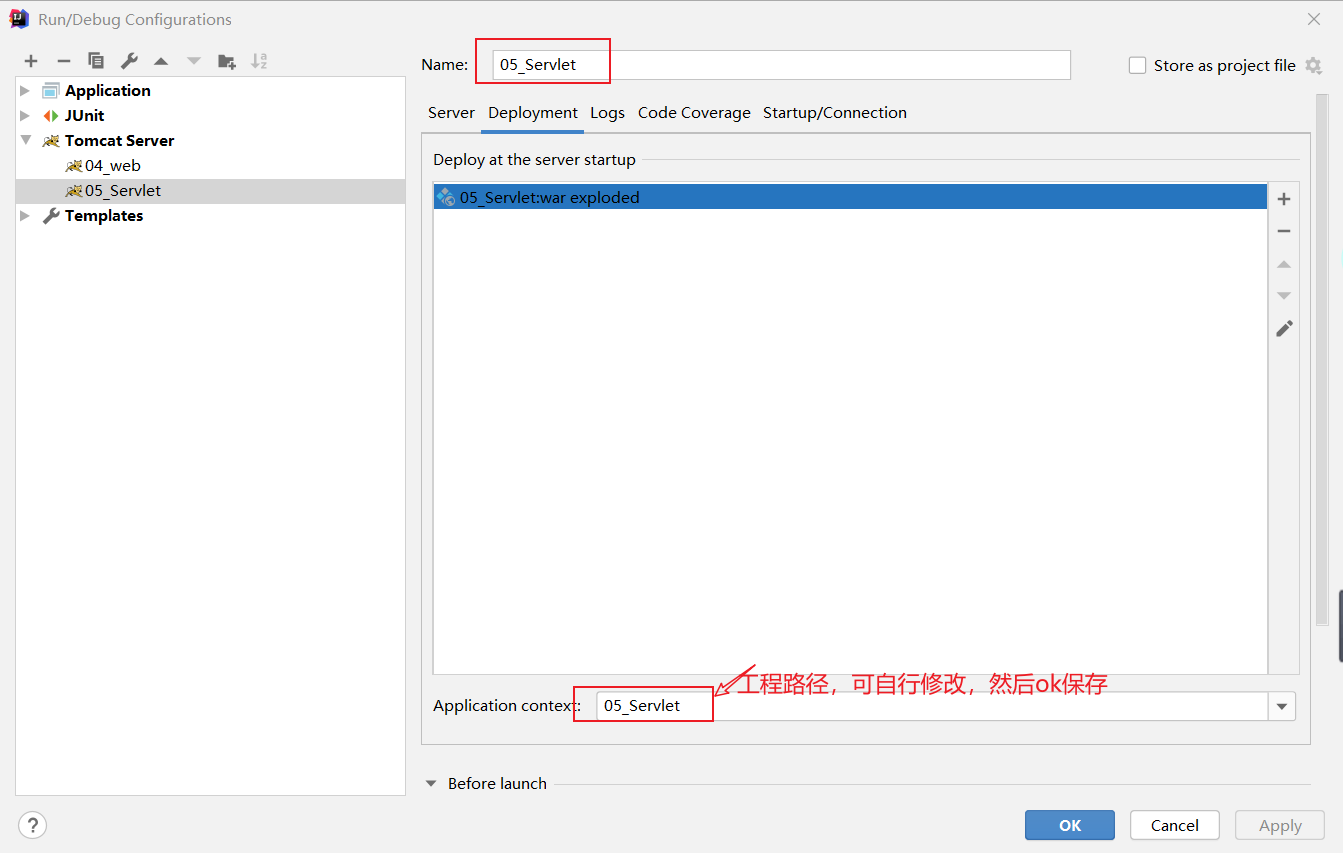 Run/Debug Configurations
Name: 05_Servlet
Store as project file
Application
JUnit
Tomcat Server
04_web
05_Servlet
Templates
Server Deployment Logs Code Coverage Startup/Connection
Deploy at the server startup
05_Servlet:war exploded
工程路径，可自行修改，然后ok保存
Application context: 05_Servlet
Before launch
?
OK Cancel Apply